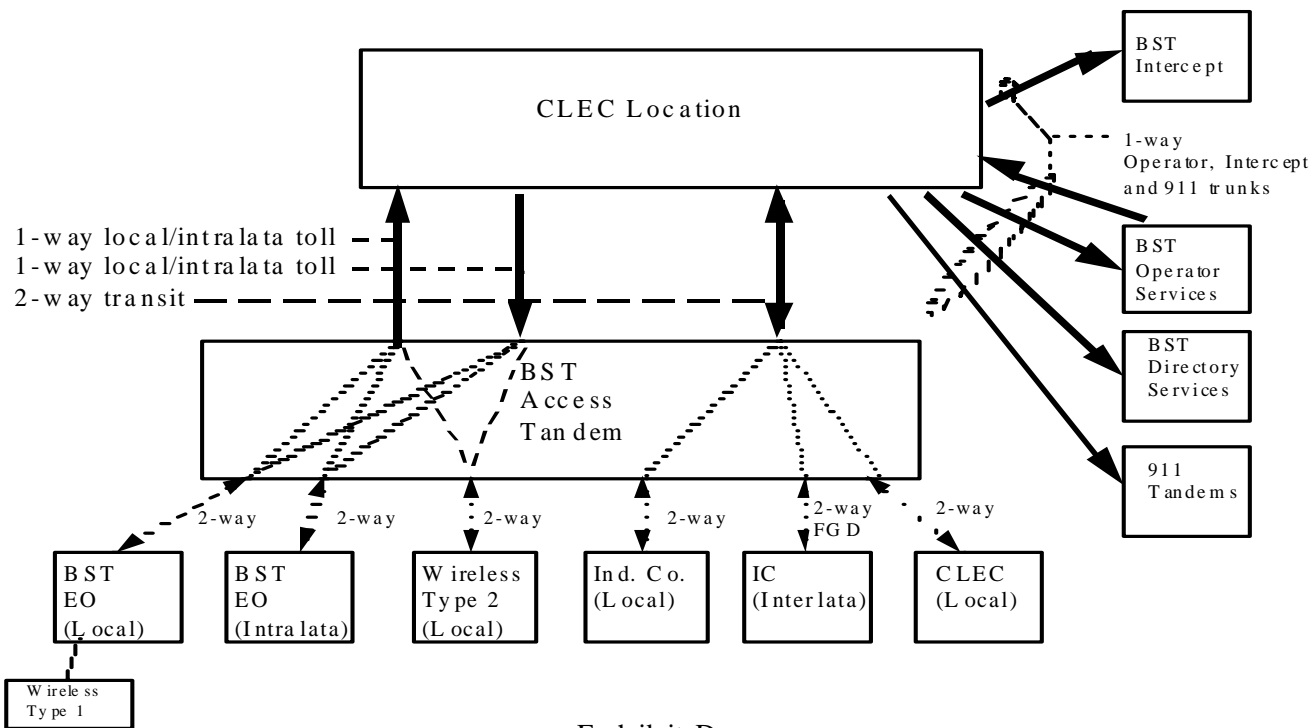 BST
Intercept
CLEC Location
1-way
Operator, Intercept
and 911 trunks
1-way local/intralata toll
1-way local/intralata toll
2-way transit
BST
Operator
Services
BST
Directory
Services
BST
Access
Tandem
911
Tandems
2-way
2-way
2-way
2-way
2-way
FGD
2-way
BST
EO
(Local)
BST
EO
(Intralata)
Wireless
Type 2
(Local)
Ind. Co.
(Local)
IC
(Interlata)
CLEC
(Local)
Wireless
Type 1